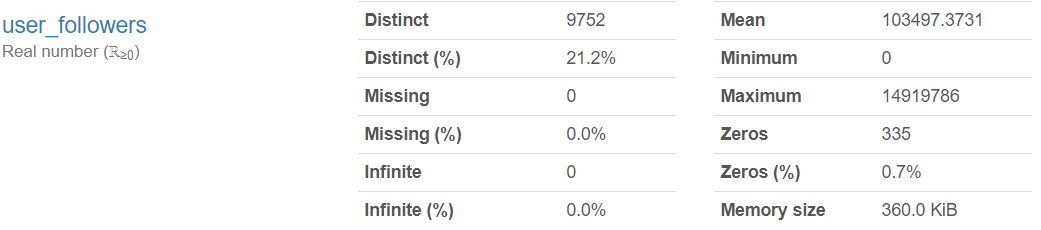 user_followers
Real number (ℝ≥0)
Distinct 9752
Distinct (%) 21.2%
Missing 0
Missing (%) 0.0%
Infinite 0
Infinite (%) 0.0%
Mean 103497.3731
Minimum 0
Maximum 14919786
Zeros 335
Zeros (%) 0.7%
Memory size 360.0 KiB